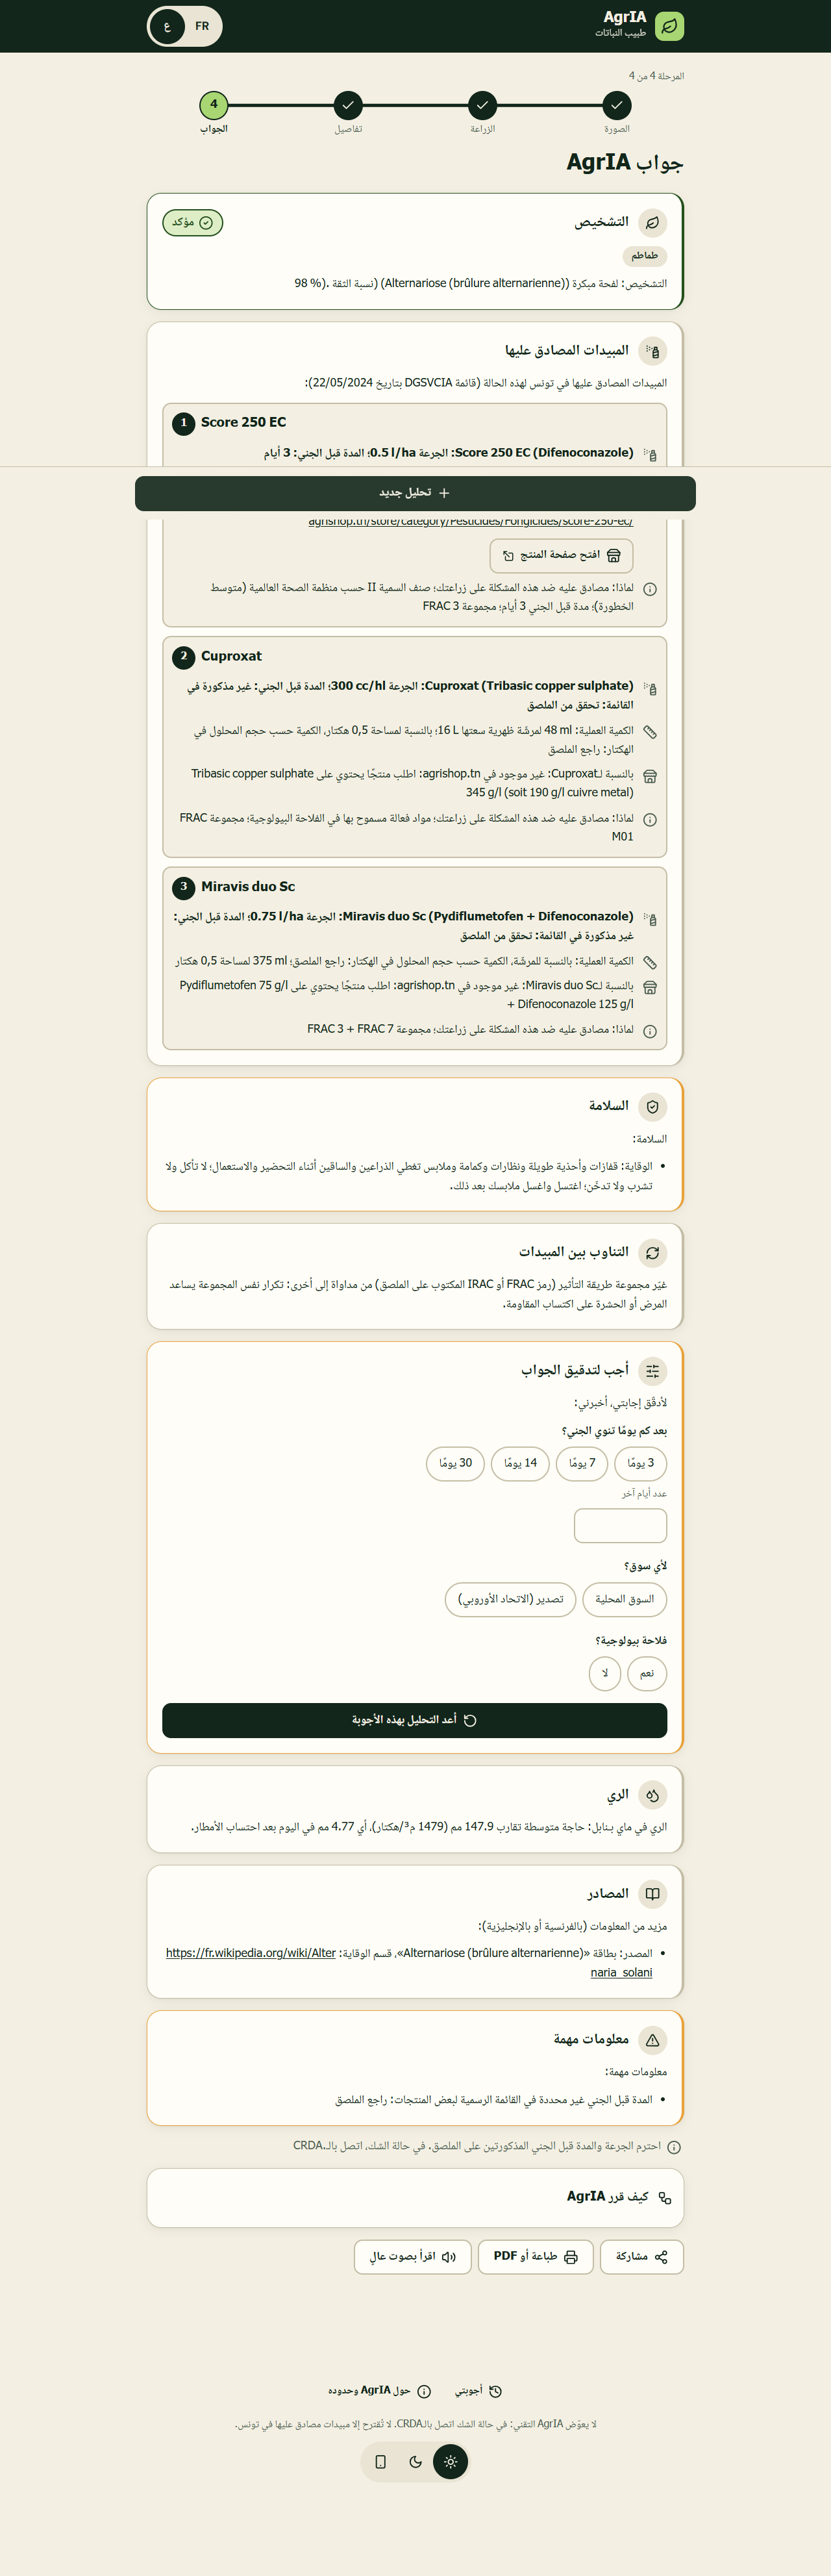 AgrIA
طبيب النباتات
ع
FR
المرحلة 4 من 4
4
الصورة
الزراعة
تفاصيل
الجواب
جواب AgrIA
التشخيص
مؤكد
طماطم
التشخيص: لفحة مبكرة (Alternariose (brûlure alternarienne)) (نسبة الثقة .(% 98
المبيدات المصادق عليها
المبيدات المصادق عليها في تونس لهذه الحالة (قائمة DGSVCIA بتاريخ 22/05/2024):
1 Score 250 EC
Score 250 EC (Difenoconazole): الجرعة 0.5 l/ha؛ المدة قبل الجني: 3 أيام
+ تحليل جديد
agrishop.tn/store/category/Pesticides/Fongicides/score-250-ec/
افتح صفحة المنتج
لماذا: مصادق عليه ضد هذه المشكلة على زراعتك؛ صنف السمية II حسب منظمة الصحة العالمية (متوسط
الخطورة)؛ مدة قبل الجني 3 أيام؛ مجموعة FRAC 3
2 Cuproxat
Cuproxat (Tribasic copper sulphate): الجرعة 300 cc/hl؛ المدة قبل الجني: غير مذكورة في
القائمة: تحقق من الملصق
الكمية العملية: 48 ml لمرشّة ظهرية سعتها 16 L؛ بالنسبة لمساحة 0,5 هكتار، الكمية حسب حجم المحلول في
الهكتار: راجع الملصق
بالنسبة لـCuproxat: غير موجود في agrishop.tn: اطلب منتجًا يحتوي على Tribasic copper sulphate
345 g/l (soit 190 g/l cuivre metal)
لماذا: مصادق عليه ضد هذه المشكلة على زراعتك؛ مواد فعالة مسموح بها في الفلاحة البيولوجية؛ مجموعة FRAC
M01
3 Miravis duo Sc
Miravis duo Sc (Pydiflumetofen + Difenoconazole): الجرعة 0.75 l/ha؛ المدة قبل الجني:
غير مذكورة في القائمة: تحقق من الملصق
الكمية العملية: بالنسبة للمرشّة، الكمية حسب حجم المحلول في الهكتار: راجع الملصق؛ 375 ml لمساحة 0,5 هكتار
بالنسبة لـMiravis duo Sc: غير موجود في agrishop.tn: اطلب منتجًا يحتوي على Pydiflumetofen 75 g/l
+ Difenoconazole 125 g/l
لماذا: مصادق عليه ضد هذه المشكلة على زراعتك؛ مجموعة FRAC 3 + FRAC 7
السلامة
السلامة:
• الوقاية: قفازات وأحذية طويلة ونظارات وكمامة وملابس تغطي الذراعين والساقين أثناء التحضير والاستعمال؛ لا تأكل ولا
تشرب ولا تدخّن؛ اغتسل واغسل ملابسك بعد ذلك.
التناوب بين المبيدات
غيّر مجموعة طريقة التأثير (رمز FRAC أو IRAC المكتوب على الملصق) من مداواة إلى أخرى: تكرار نفس المجموعة يساعد
المرض أو الحشرة على اكتساب المقاومة.
أجب لتدقيق الجواب
لأدقّق إجابتي، أخبرني:
بعد كم يومًا تنوي الجني؟
3 يومًا
7 يومًا
14 يومًا
30 يومًا
عدد أيام آخر
لأي سوق؟
السوق المحلية
تصدير (الاتحاد الأوروبي)
فلاحة بيولوجية؟
نعم
لا
أعد التحليل بهذه الأجوبة
الري
الري في ماي بـنابل: حاجة متوسطة تقارب 147.9 مم (1479 م³/هكتار)، أي 4.77 مم في اليوم بعد احتساب الأمطار.
المصادر
مزيد من المعلومات (بالفرنسية أو بالإنجليزية):
• المصدر: بطاقة «Alternariose (brûlure alternarienne)»، قسم الوقاية: https://fr.wikipedia.org/wiki/Alter
naria_solani
معلومات مهمة
معلومات مهمة:
• المدة قبل الجني غير محددة في القائمة الرسمية لبعض المنتجات: راجع الملصق
احترم الجرعة والمدة قبل الجني المذكورتين على الملصق. في حالة الشك، اتصل بالـCRDA.
كيف قرر AgrIA
مشاركة
طباعة أو PDF
اقرأ بصوت عالٍ
أجوبتي
حول AgrIA وحدوده
لا يعوّض AgrIA التقني: في حالة الشك اتصل بالـCRDA. لا تُقترح إلا مبيدات مصادق عليها في تونس.